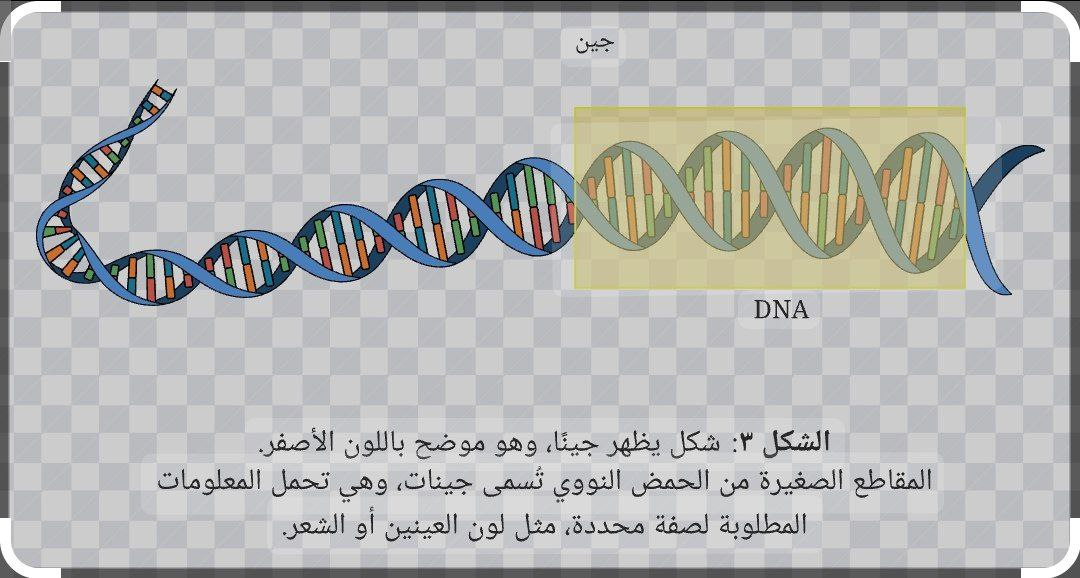 جين
DNA
الشكل ٣: شكل يظهر جينًا، وهو موضح باللون الأصفر.
المقاطع الصغيرة من الحمض النووي تُسمى جينات، وهي تحمل المعلومات
المطلوبة لصفة محددة، مثل لون العينين أو الشعر.